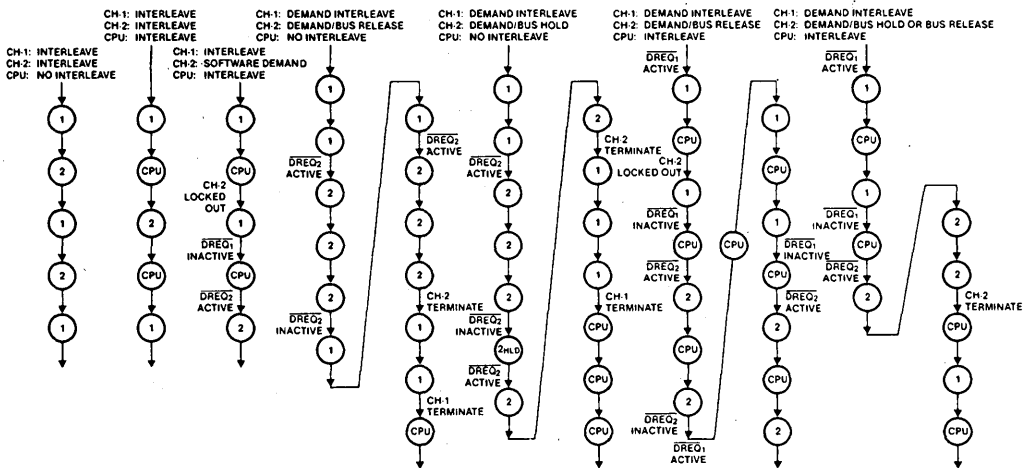 CH-1: INTERLEAVE
CH-2: INTERLEAVE
CPU: NO INTERLEAVE
1
2
1
2
1
CH-1: INTERLEAVE
CH-2: INTERLEAVE
CPU: INTERLEAVE
1
CPU
2
CPU
1
CH-1: INTERLEAVE
CH-2: SOFTWARE DEMAND
CPU: INTERLEAVE
1
CPU
CH-2
LOCKED
OUT
1
DREQ1
INACTIVE
CPU
DREQ2
ACTIVE
2
CH-1: DEMAND INTERLEAVE
CH-2: DEMAND/BUS RELEASE
CPU: NO INTERLEAVE
1
1
DREQ2
ACTIVE
2
2
2
DREQ2
INACTIVE
1
1
DREQ2
ACTIVE
2
2
2
CH-2
TERMINATE
1
1
CH-1
TERMINATE
CPU
CH-1: DEMAND INTERLEAVE
CH-2: DEMAND/BUS HOLD
CPU: NO INTERLEAVE
1
1
DREQ2
ACTIVE
2
2
2
DREQ2
INACTIVE
2HLD
DREQ2
ACTIVE
2
2
CH-2
TERMINATE
1
1
1
CH-1
TERMINATE
CPU
CPU
CPU
CH-1: DEMAND INTERLEAVE
CH-2: DEMAND/BUS RELEASE
CPU: INTERLEAVE
DREQ1
ACTIVE
1
CPU
CH-2
LOCKED OUT
1
DREQ1
INACTIVE
CPU
DREQ2
ACTIVE
2
CPU
2
DREQ2
INACTIVE
DREQ1
ACTIVE
CPU
1
CPU
1
DREQ1
INACTIVE
CPU
DREQ2
ACTIVE
2
CPU
2
CH-1: DEMAND INTERLEAVE
CH-2: DEMAND/BUS HOLD OR BUS RELEASE
CPU: INTERLEAVE
DREQ1
ACTIVE
1
CPU
1
DREQ1
INACTIVE
CPU
DREQ2
ACTIVE
2
2
2
CH-2
TERMINATE
CPU
1
CPU